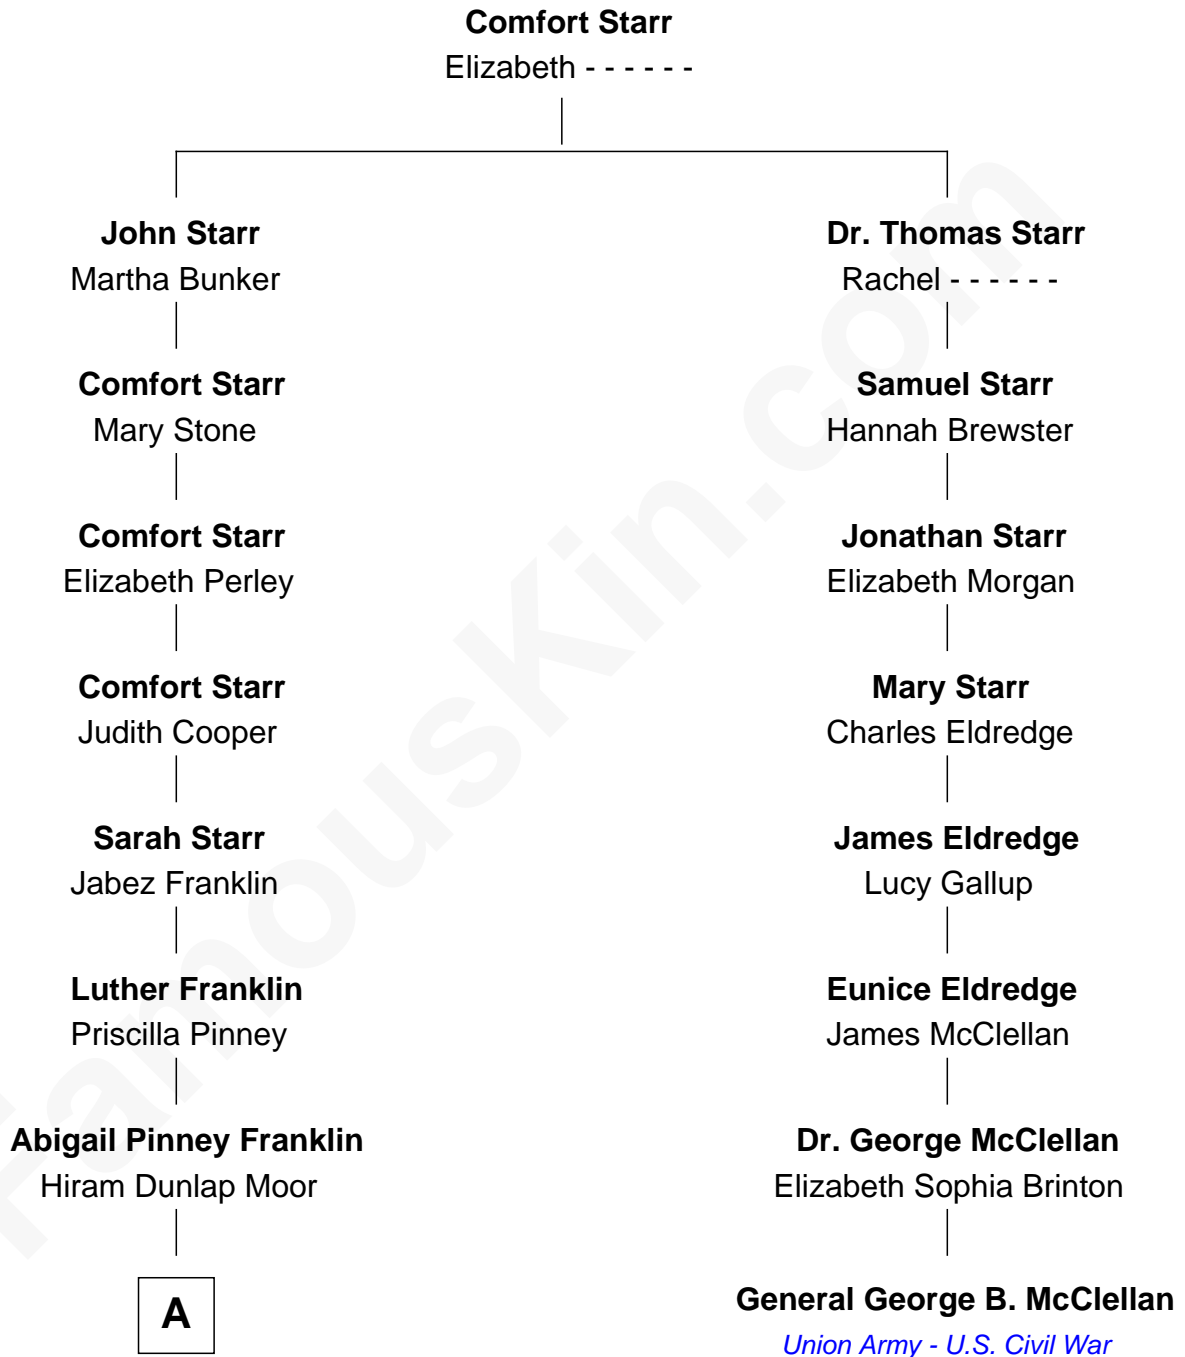 Comfort Starr
Elizabeth - - - - - -
John Starr
Martha Bunker
Comfort Starr
Mary Stone
Comfort Starr
Elizabeth Perley
Comfort Starr
Judith Cooper
Sarah Starr
Jabez Franklin
Luther Franklin
Priscilla Pinney
Abigail Pinney Franklin
Hiram Dunlap Moor
A
Dr. Thomas Starr
Rachel - - - - - -
Samuel Starr
Hannah Brewster
Jonathan Starr
Elizabeth Morgan
Mary Starr
Charles Eldredge
James Eldredge
Lucy Gallup
Eunice Eldredge
James McClellan
Dr. George McClellan
Elizabeth Sophia Brinton
General George B. McClellan
Union Army - U.S. Civil War
FamousKin.com